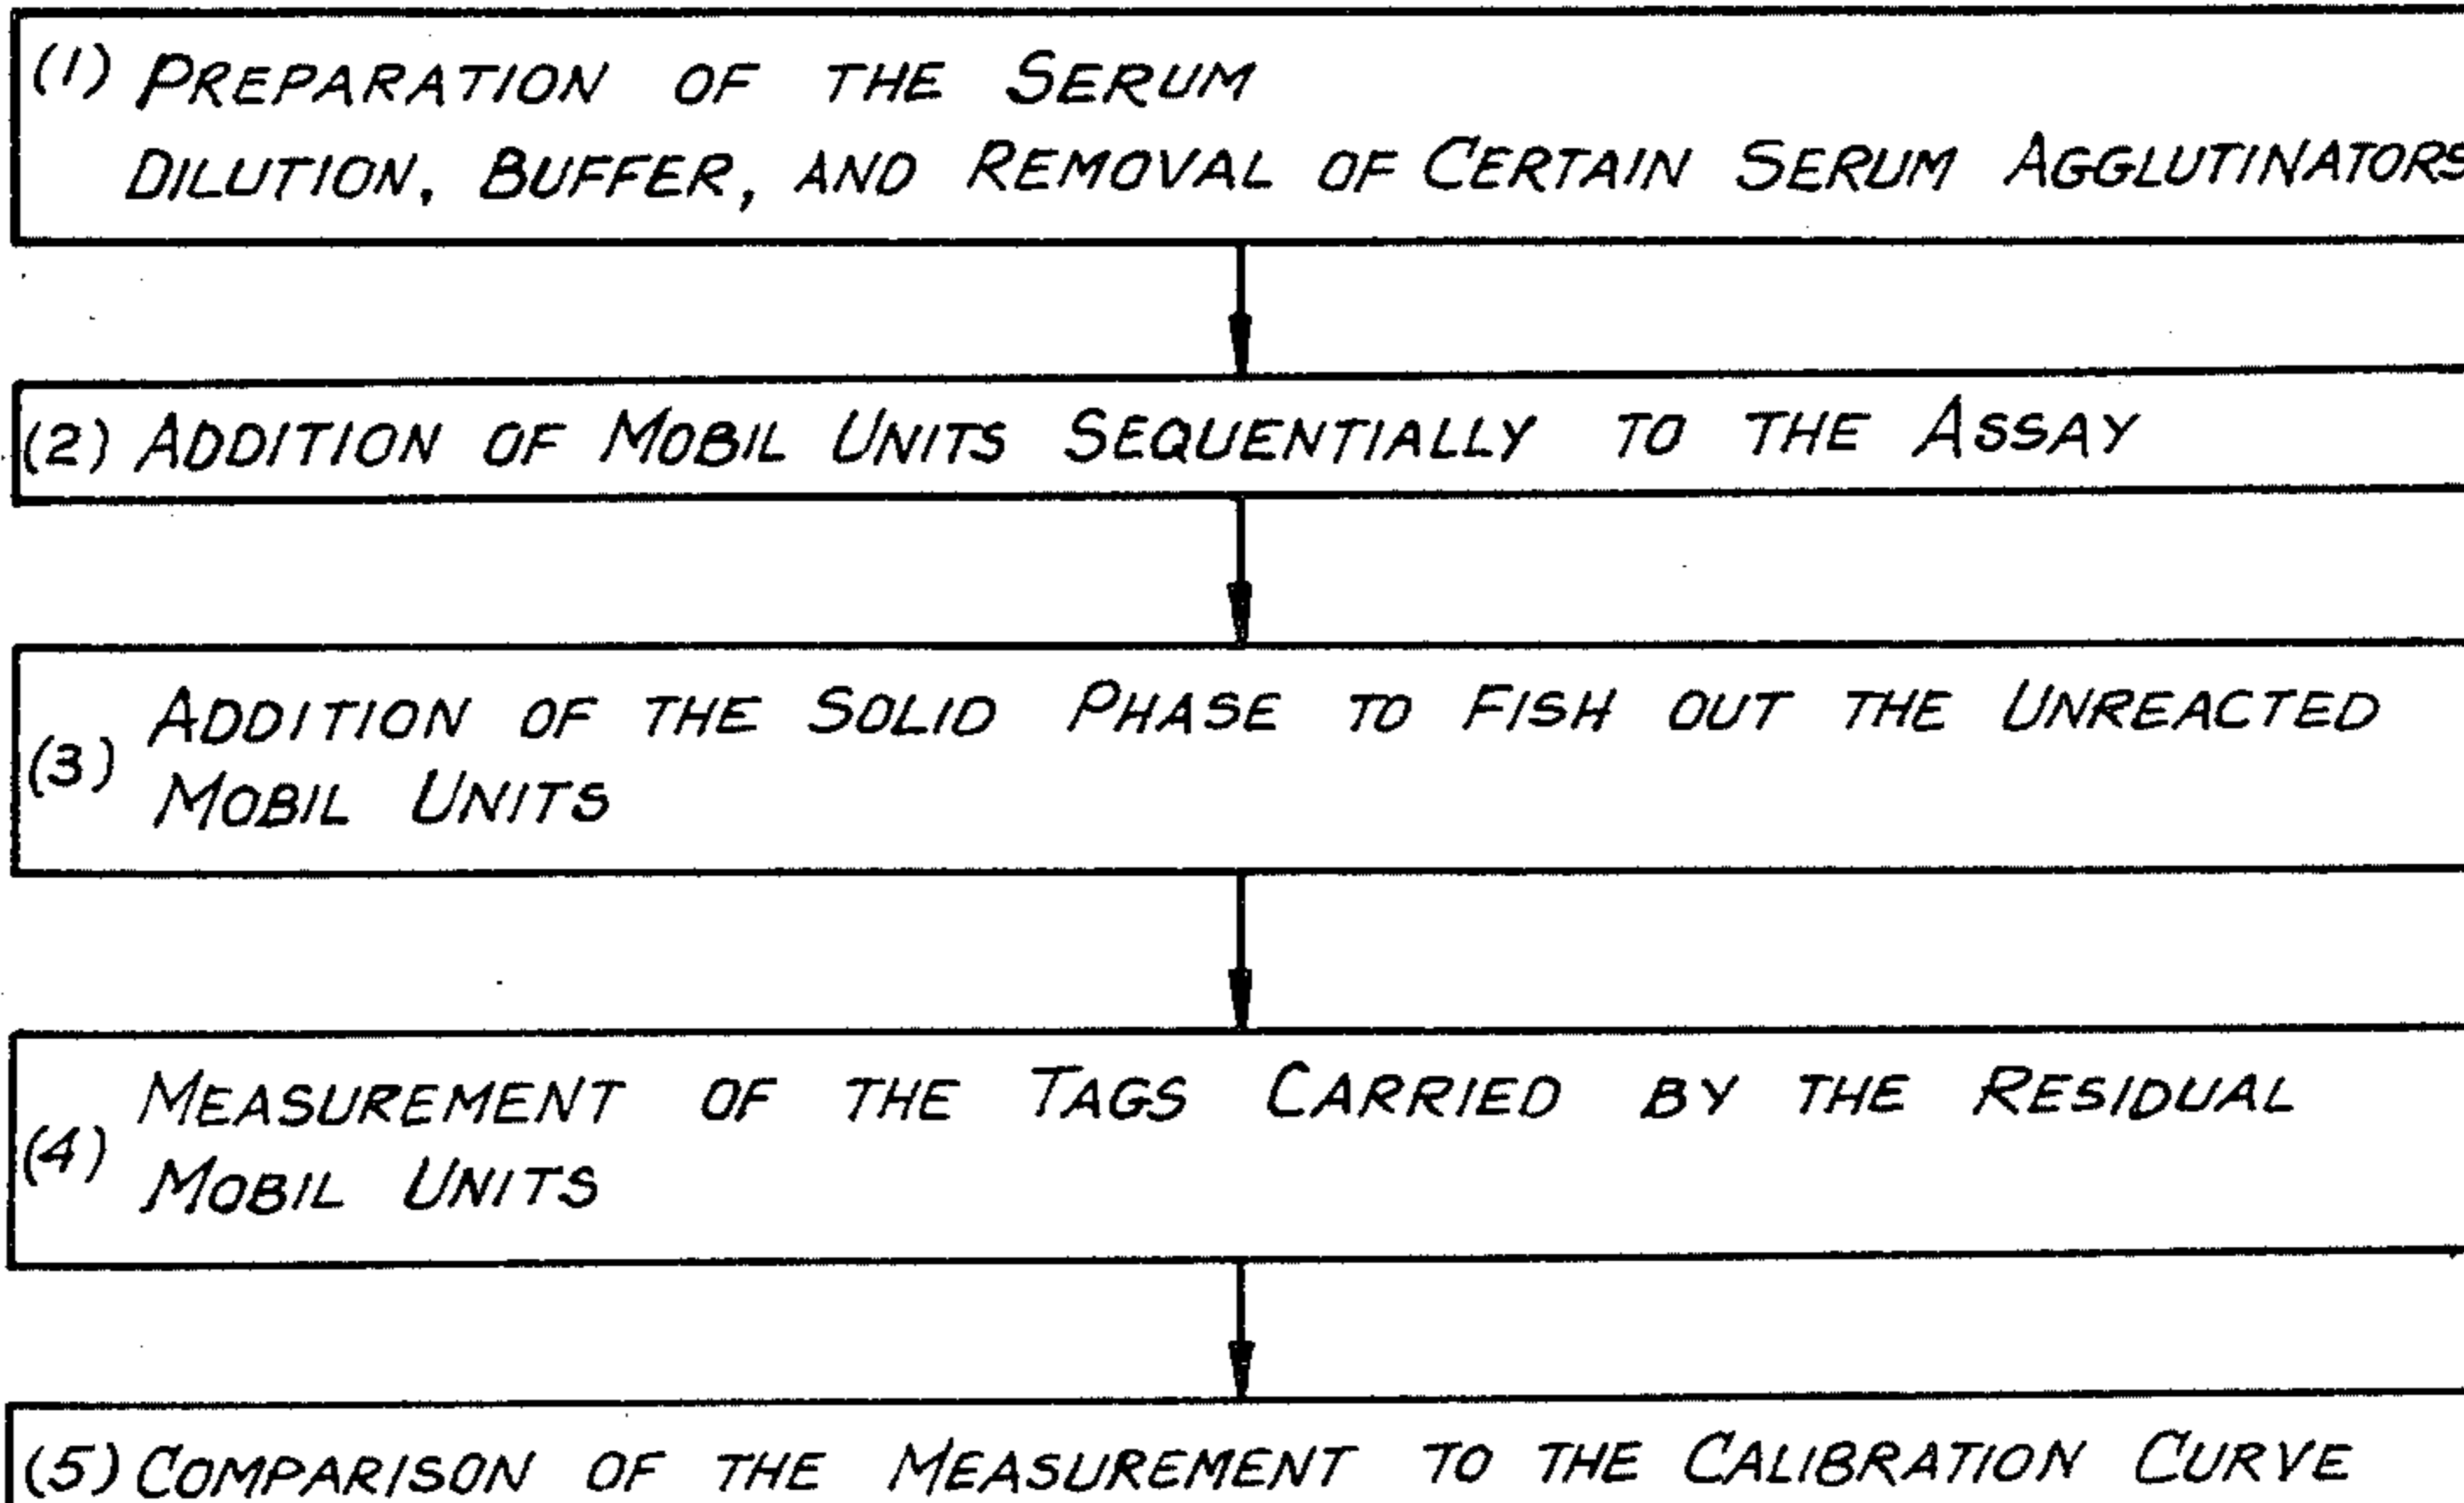 (1) PREPARATION OF THE SERUM
DILUTION, BUFFER, AND REMOVAL OF CERTAIN SERUM AGGLUTINATORS
(2) ADDITION OF MOBIL UNITS SEQUENTIALLY TO THE ASSAY
(3) ADDITION OF THE SOLID PHASE TO FISH OUT THE UNREACTED
MOBIL UNITS
(4) MEASUREMENT OF THE TAGS CARRIED BY THE RESIDUAL
MOBIL UNITS
(5) COMPARISON OF THE MEASUREMENT TO THE CALIBRATION CURVE